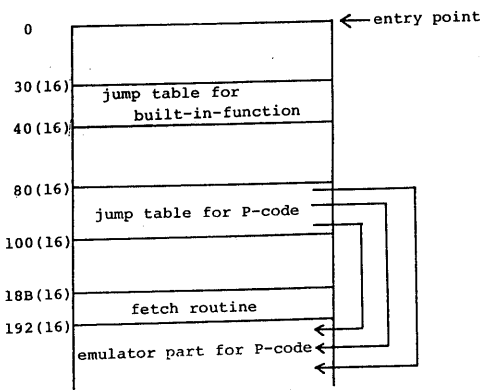 0
entry point
30(16)
jump table for
built-in-function
40(16)
80(16)
jump table for P-code
100(16)
18B(16)
fetch routine
192(16)
emulator part for P-code